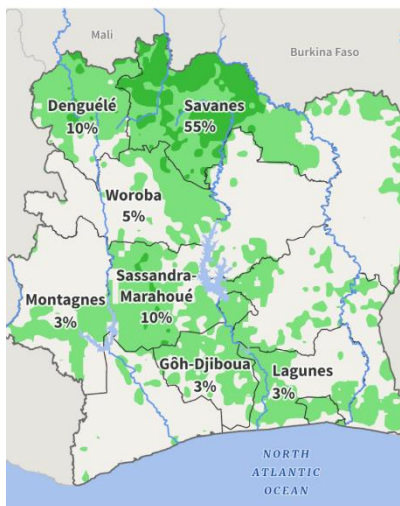 Mali
Burkina Faso
Denguélé
10%
Savanes
55%
Woroba
5%
Sassandra-
Marahoué
10%
Montagnes
3%
Gôh-Djiboua
3%
Lagunes
3%
NORTH
ATLANTIC
OCEAN